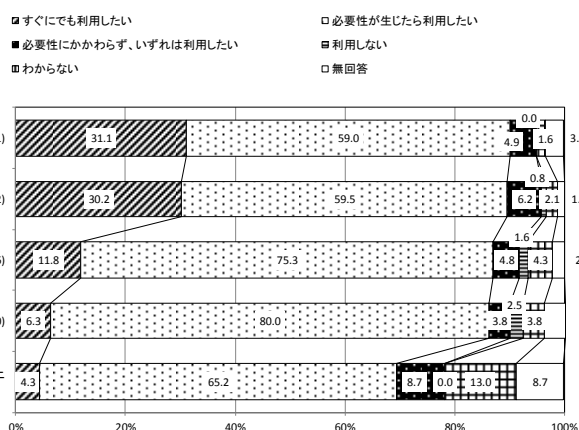 すぐにでも利用したい 必要性が生じたら利用したい
必要性にかかわらず、いずれは利用したい 利用しない
わからない 無回答
31.1 59.0 4.9 0.0 1.6 3.
30.2 59.5 6.2 0.8 2.1 1.
11.8 75.3 4.8 1.6 4.3 2
6.3 80.0 3.8 2.5 3.8
4.3 65.2 8.7 0.0 13.0 8.7
0% 20% 40% 60% 80% 100%